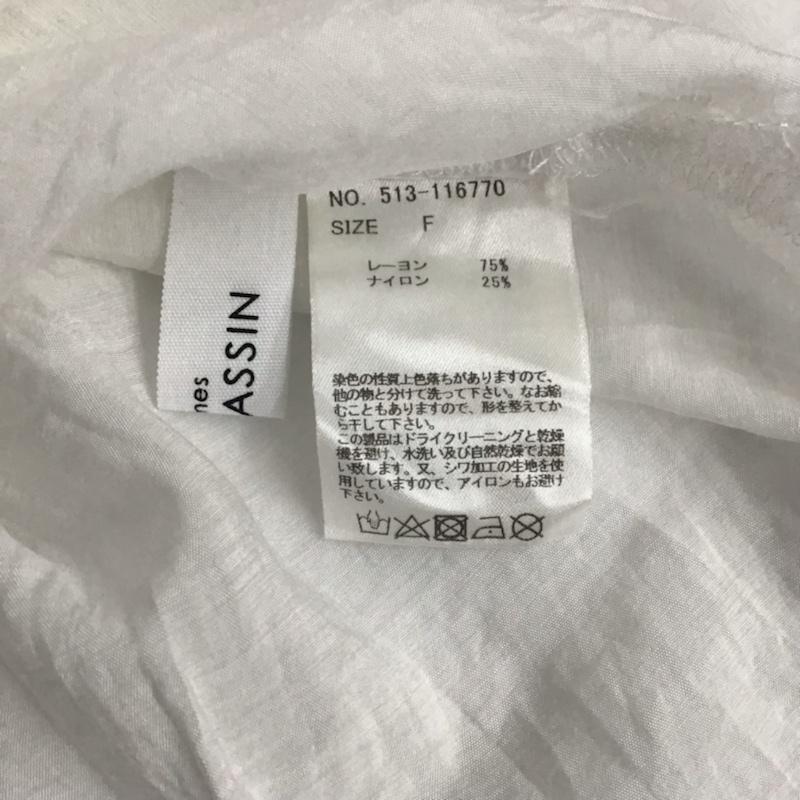 NO. 513-116770
SIZE F
レーヨン 75%
ナイロン 25%
染色の性質上色落ちがありますので、
他の物と分けて洗って下さい。なお縮
むこともありますので、形を整えてか
ら干して下さい。
この製品はドライクリーニングと乾燥
機を避け、水洗い及び自然乾燥でお願
い致します。又、シワ加工の生地を使
用していますので、アイロンもお避け
下さい。
nes
ASSIN